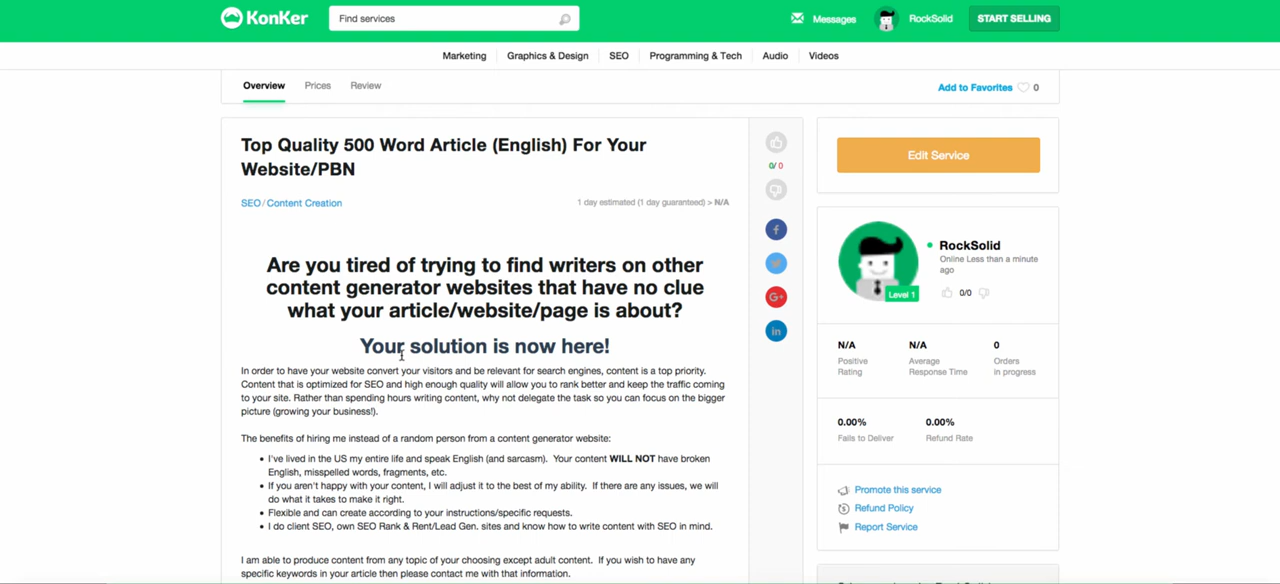 KonKer
Find services
Messages
RockSolid
START SELLING
Marketing
Graphics & Design
SEO
Programming & Tech
Audio
Videos
Overview
Prices
Review
Add to Favorites
0
Top Quality 500 Word Article (English) For Your
Website/PBN
SEO / Content Creation
1 day estimated (1 day guaranteed) > N/A
Are you tired of trying to find writers on other
content generator websites that have no clue
what your article/website/page is about?
Your solution is now here!
In order to have your website convert your visitors and be relevant for search engines, content is a top priority.
Content that is optimized for SEO and high enough quality will allow you to rank better and keep the traffic coming
to your site. Rather than spending hours writing content, why not delegate the task so you can focus on the bigger
picture (growing your business!).
The benefits of hiring me instead of a random person from a content generator website:
I've lived in the US my entire life and speak English (and sarcasm). Your content WILL NOT have broken
English, misspelled words, fragments, etc.
If you aren't happy with your content, I will adjust it to the best of my ability. If there are any issues, we will
do what it takes to make it right.
Flexible and can create according to your instructions/specific requests.
I do client SEO, own SEO Rank & Rent/Lead Gen. sites and know how to write content with SEO in mind.
I am able to produce content from any topic of your choosing except adult content. If you wish to have any
specific keywords in your article then please contact me with that information.
0/ 0
f
G+
in
Edit Service
Level 1
RockSolid
Online Less than a minute
ago
0/0
N/A
Positive
Rating
N/A
Average
Response Time
0
Orders
in progress
0.00%
Fails to Deliver
0.00%
Refund Rate
Promote this service
Refund Policy
Report Service